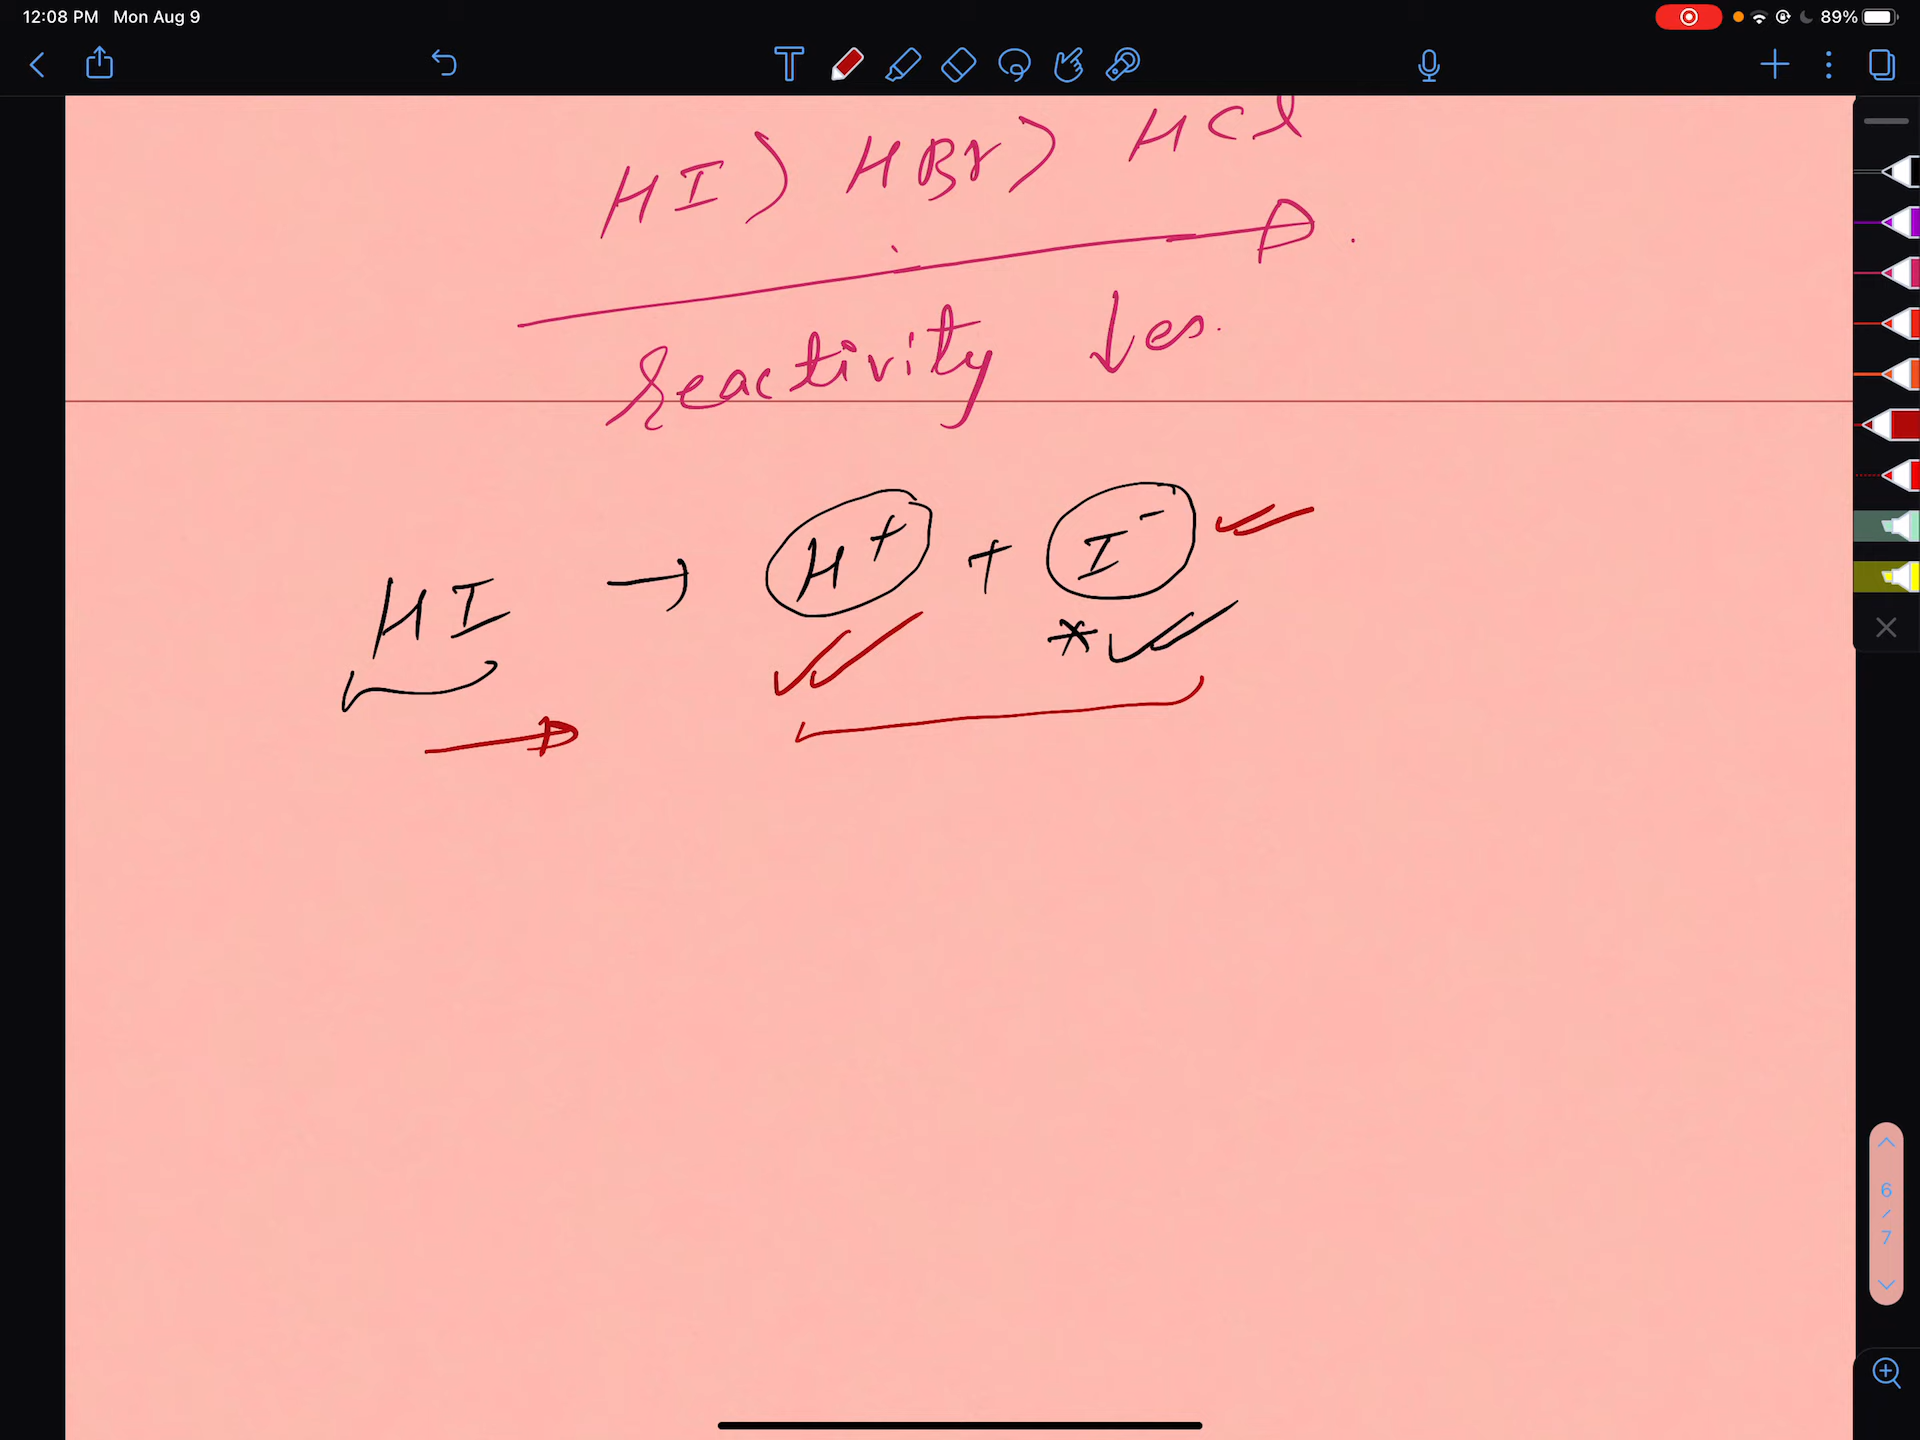 12:08 PM Mon Aug 9
89%
HI > HBr > HCl
reactivity ↓es.
HI → H⁺ + I⁻
*
6
/
7